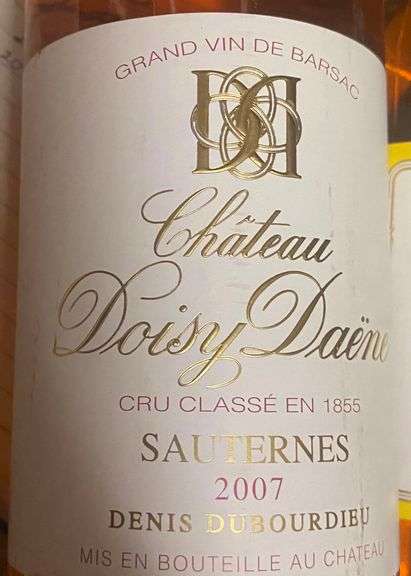 GRAND VIN DE BARSAC
Château
Doisy Daëne
CRU CLASSÉ EN 1855
SAUTERNES
2007
DENIS DUBOURDIEU
MIS EN BOUTEILLE AU CHATEAU